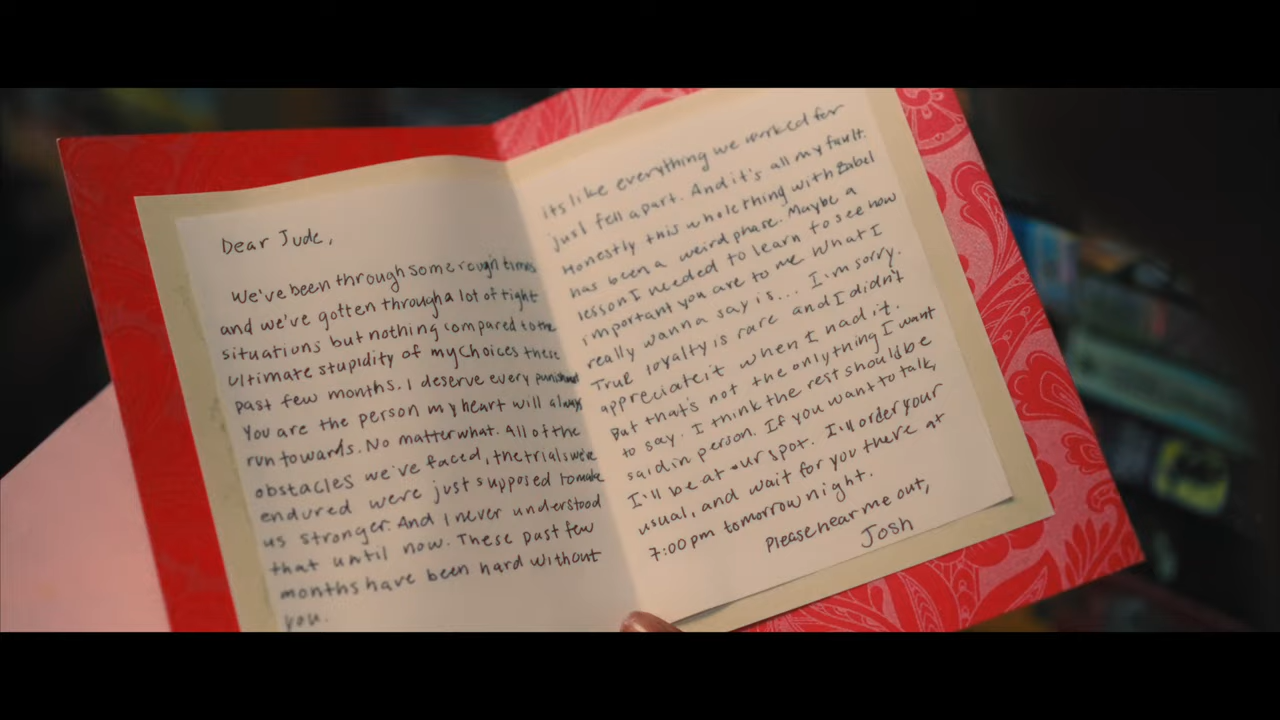 Dear Jude,
We've been through some rough times
and we've gotten through a lot of tight
situations but nothing compared to the
ultimate stupidity of my choices these
past few months. I deserve every punishment
You are the person my heart will always
run towards. No matter what. All of the
obstacles we've faced, the trials we've
endured were just supposed to make
us stronger. And I never understood
that until now. These past few
months have been hard without
you.
its like everything we worked for
just fell apart. And it's all my fault.
Honestly this whole thing with Babel
has been a weird phase. Maybe a
lesson I needed to learn to see how
important you are to me What I
really wanna say is... I'm sorry.
True loyalty is rare and I didn't
appreciate it when I had it.
But that's not the only thing I want
to say. I think the rest should be
said in person. If you want to talk,
I'll be at our spot. I'll order your
usual, and wait for you there at
7:00pm tomorrow night.
Please hear me out,
Josh